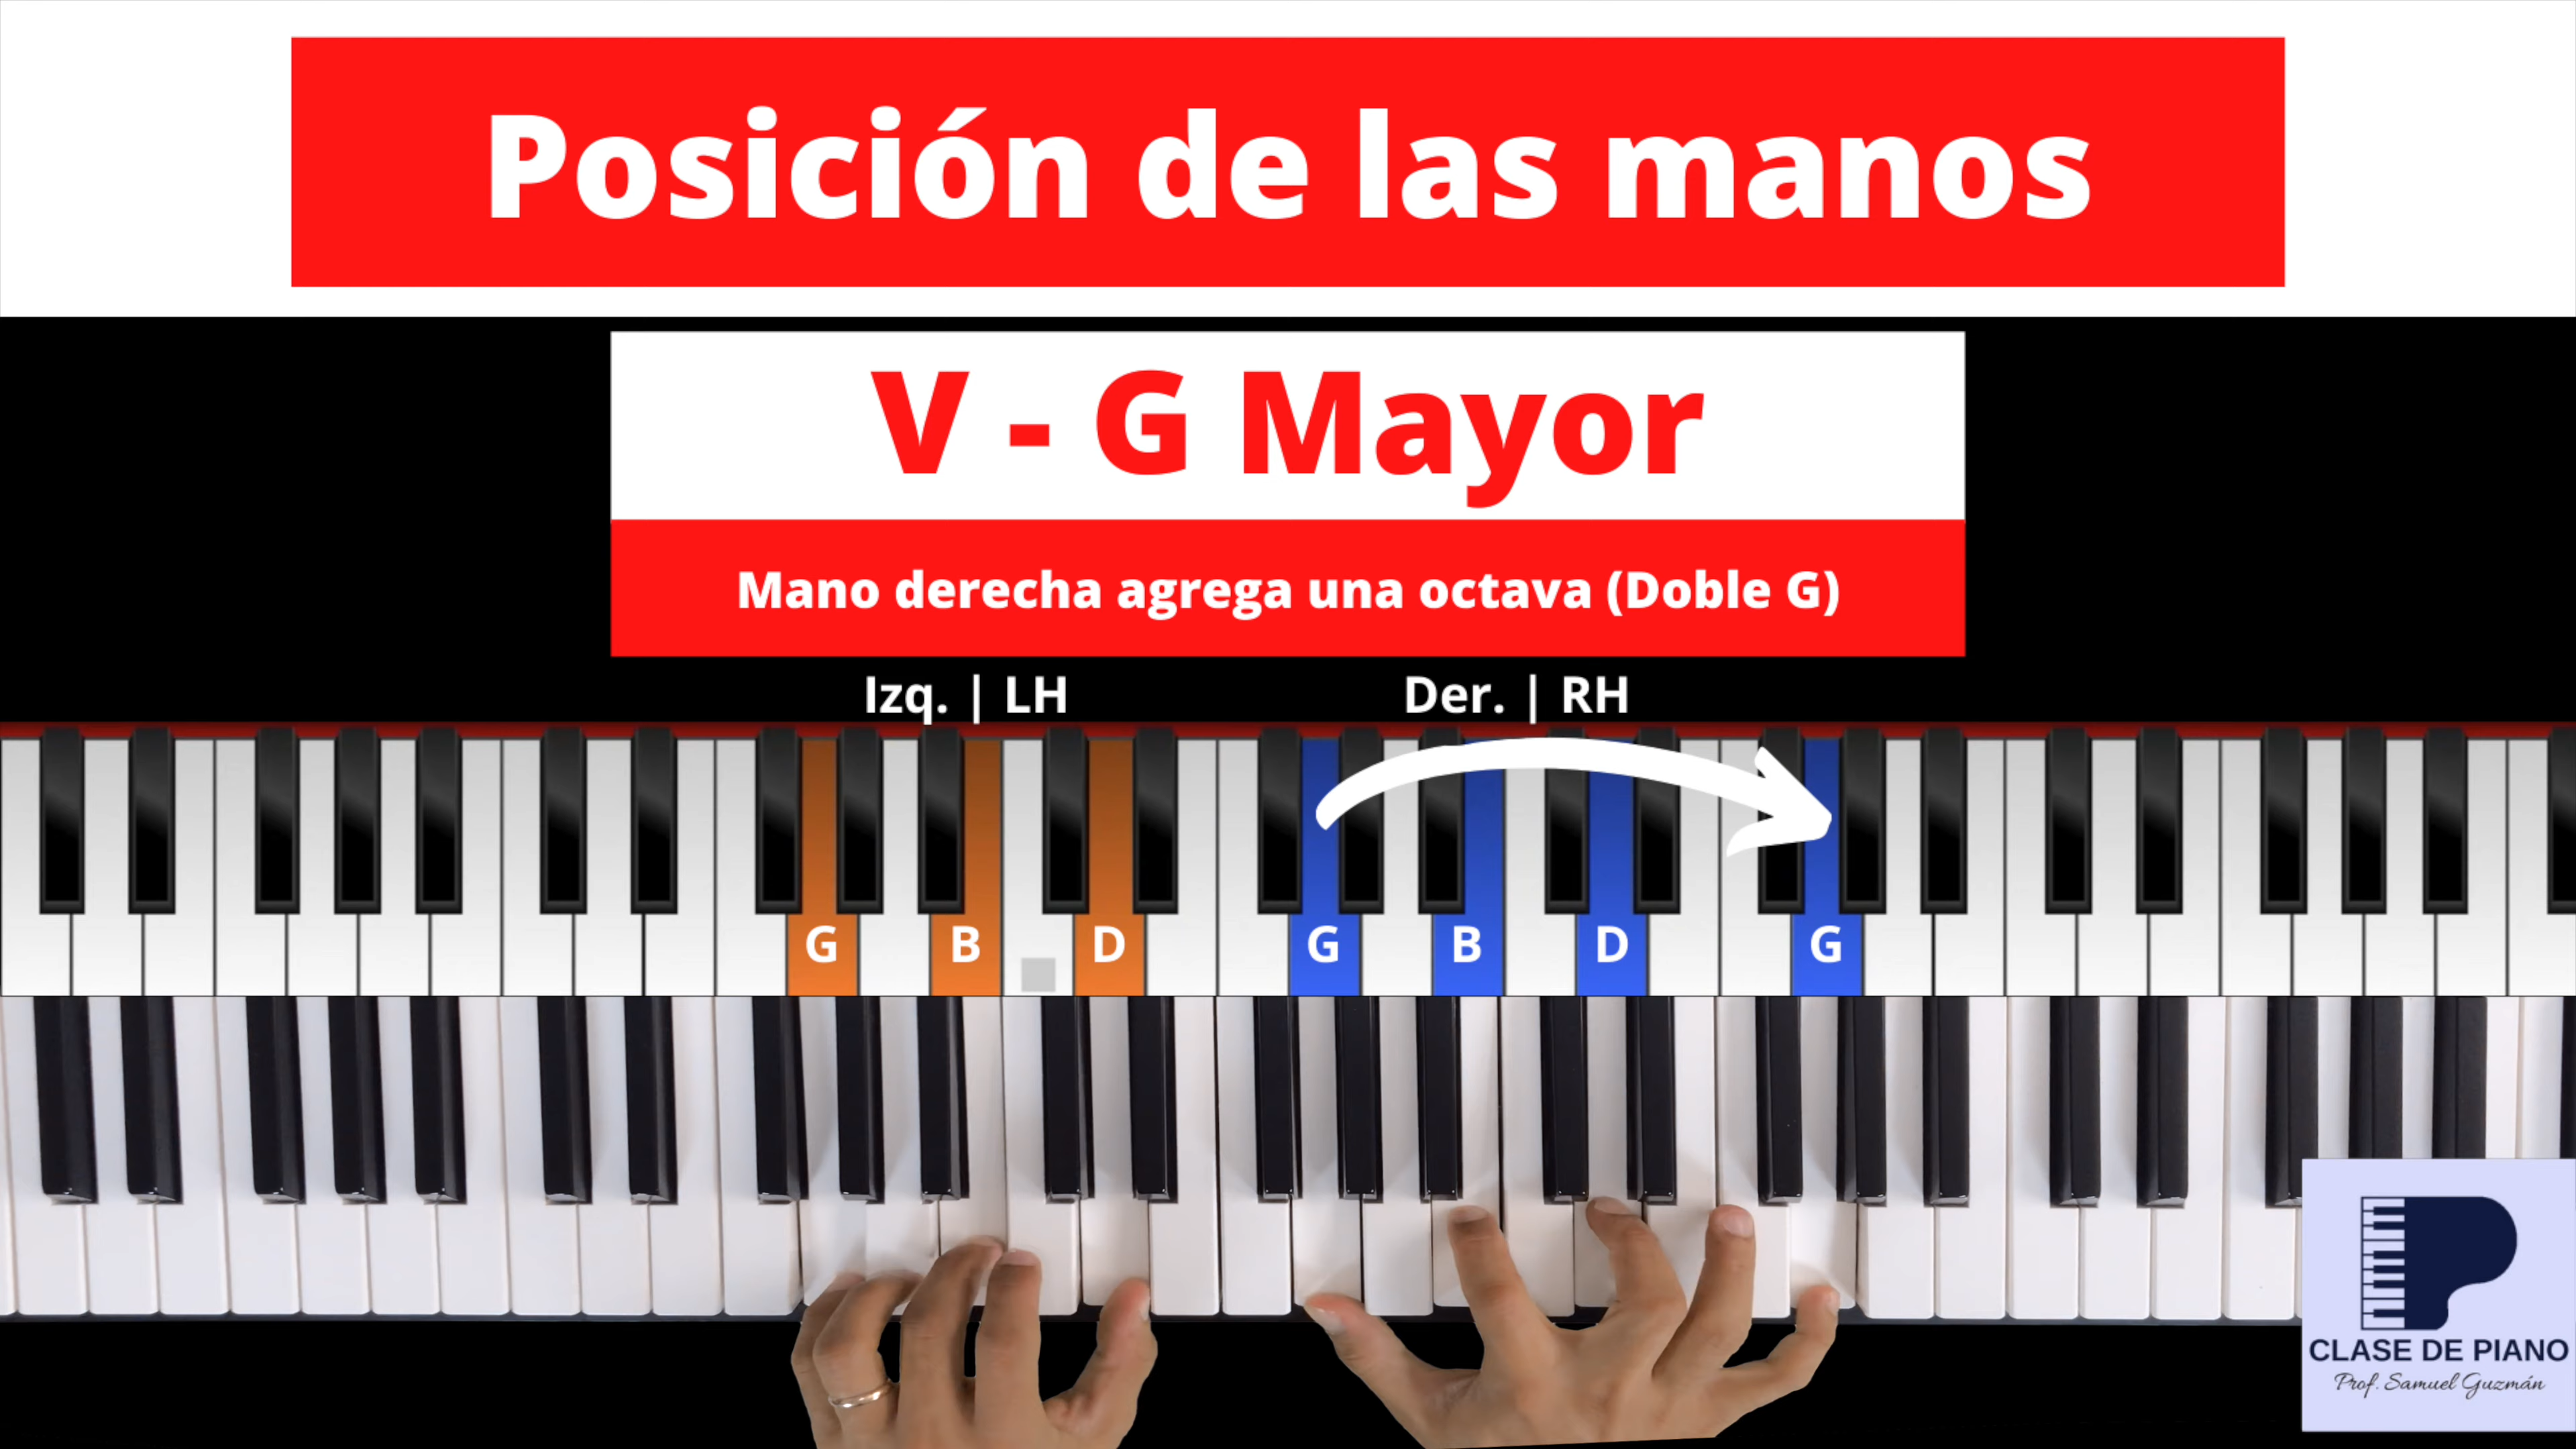 Posición de las manos
V - G Mayor
Mano derecha agrega una octava (Doble G)
Izq. | LH Der. | RH
G B D G B D G
CLASE DE PIANO
Prof. Samuel Guzmán